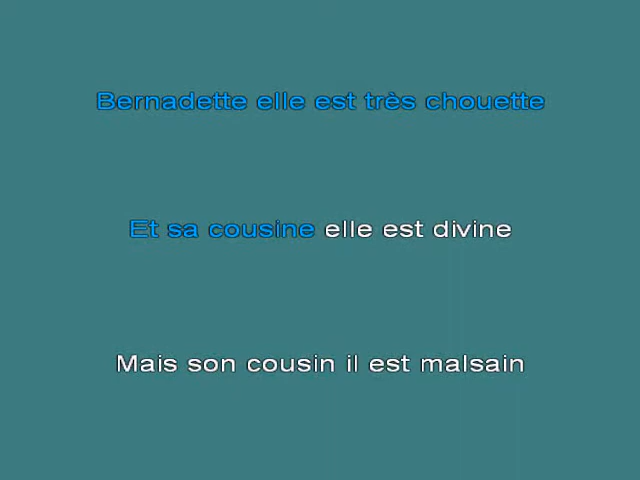 Bernadette elle est très chouette
Et sa cousine elle est divine
Mais son cousin il est malsain